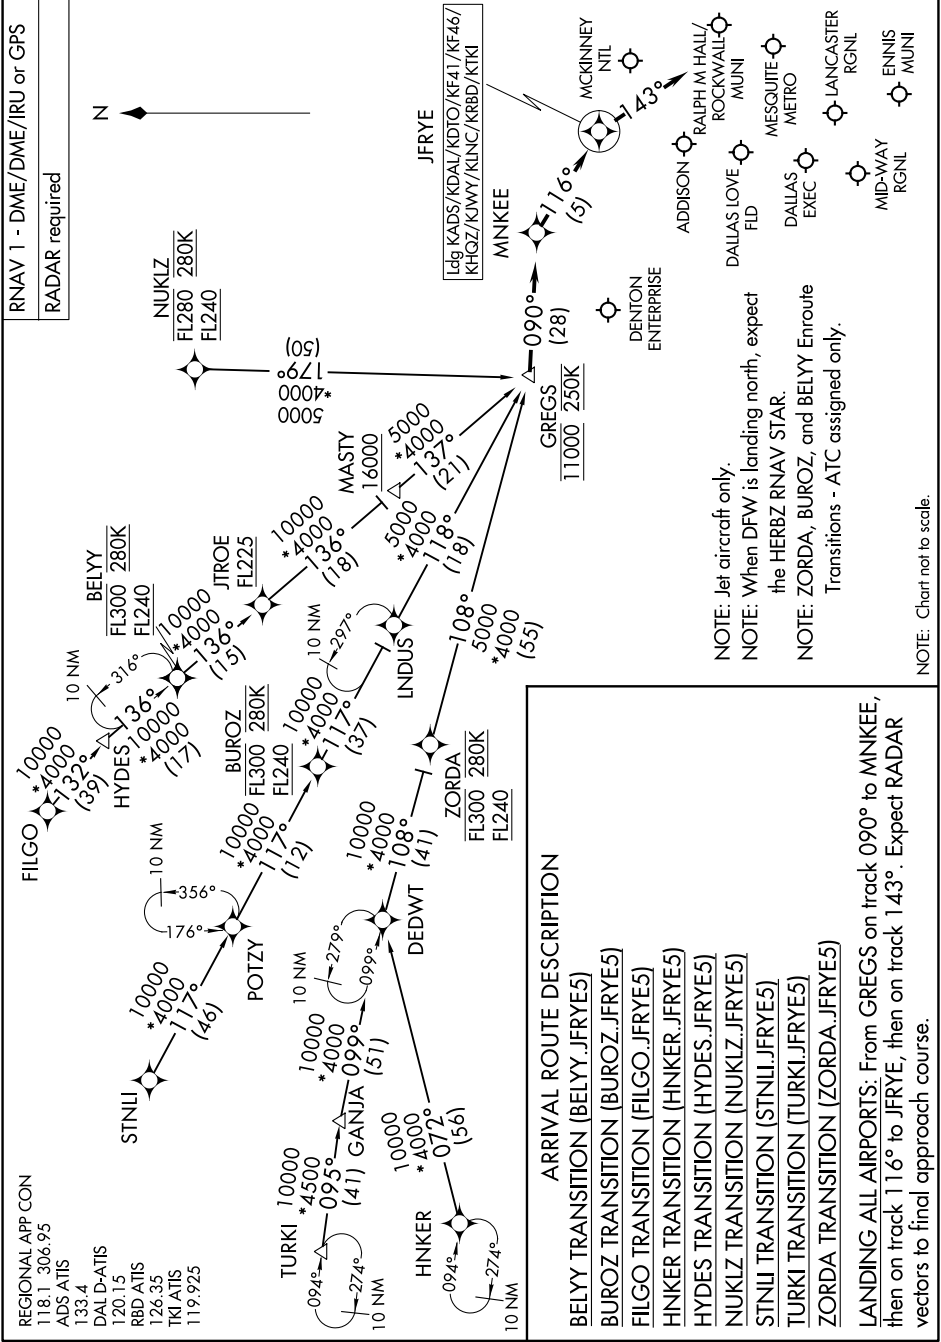 REGIONAL APP CON
118.1 306.95
ADS ATIS
133.4
DAL D-ATIS
120.15
RBD ATIS
126.35
TKI ATIS
119.925
RNAV 1 - DME/DME/IRU or GPS
RADAR required
N
NUKLZ
FL280 280K
FL240
5000
*4000
179°
(50)
JFRYE
Ldg KADS/KDAL/KDTO/KF41/KF46/
KHQZ/KJWY/KLNC/KRBD/KTKI
MCKINNEY
NTL
143°
MNKEE
116°
(5)
090°
(28)
GREGS
11000 250K
DENTON
ENTERPRISE
ADDISON
RALPH M HALL/
ROCKWALL
MUNI
DALLAS LOVE
FLD
MESQUITE
METRO
DALLAS
EXEC
LANCASTER
RGNL
MID-WAY
RGNL
ENNIS
MUNI
FILGO
10000
*4000
132°
(39)
HYDES
136°
10000
*4000
(17)
10 NM
316°
BELYY
FL300 280K
FL240
10000
*4000
136°
(15)
JTROE
FL225
10000
*4000
136°
(18)
MASTY
16000
5000
*4000
137°
(21)
STNLI
10000
*4000
117°
(46)
POTZY
10 NM
356°
176°
10000
*4000
117°
(12)
BUROZ
FL300 280K
FL240
10000
*4000
117°
(37)
10 NM
297°
LNDUS
5000
*4000
118°
(18)
TURKI
10000
*4500
095°
(41)
094°
274°
10 NM
GANJA
10000
*4000
099°
(51)
10 NM
279°
099°
DEDWT
10000
*4000
108°
(41)
ZORDA
FL300 280K
FL240
108°
5000
*4000
(55)
HNKER
10000
*4000
072°
(56)
094°
274°
10 NM
NOTE: Jet aircraft only.
NOTE: When DFW is landing north, expect
the HERBZ RNAV STAR.
NOTE: ZORDA, BUROZ, and BELYY Enroute
Transitions - ATC assigned only.
NOTE: Chart not to scale.
ARRIVAL ROUTE DESCRIPTION
BELYY TRANSITION (BELYY.JFRYE5)
BUROZ TRANSITION (BUROZ.JFRYE5)
FILGO TRANSITION (FILGO.JFRYE5)
HNKER TRANSITION (HNKER.JFRYE5)
HYDES TRANSITION (HYDES.JFRYE5)
NUKLZ TRANSITION (NUKLZ.JFRYE5)
STNLI TRANSITION (STNLI.JFRYE5)
TURKI TRANSITION (TURKI.JFRYE5)
ZORDA TRANSITION (ZORDA.JFRYE5)
LANDING ALL AIRPORTS: From GREGS on track 090° to MNKEE,
then on track 116° to JFRYE, then on track 143°. Expect RADAR
vectors to final approach course.